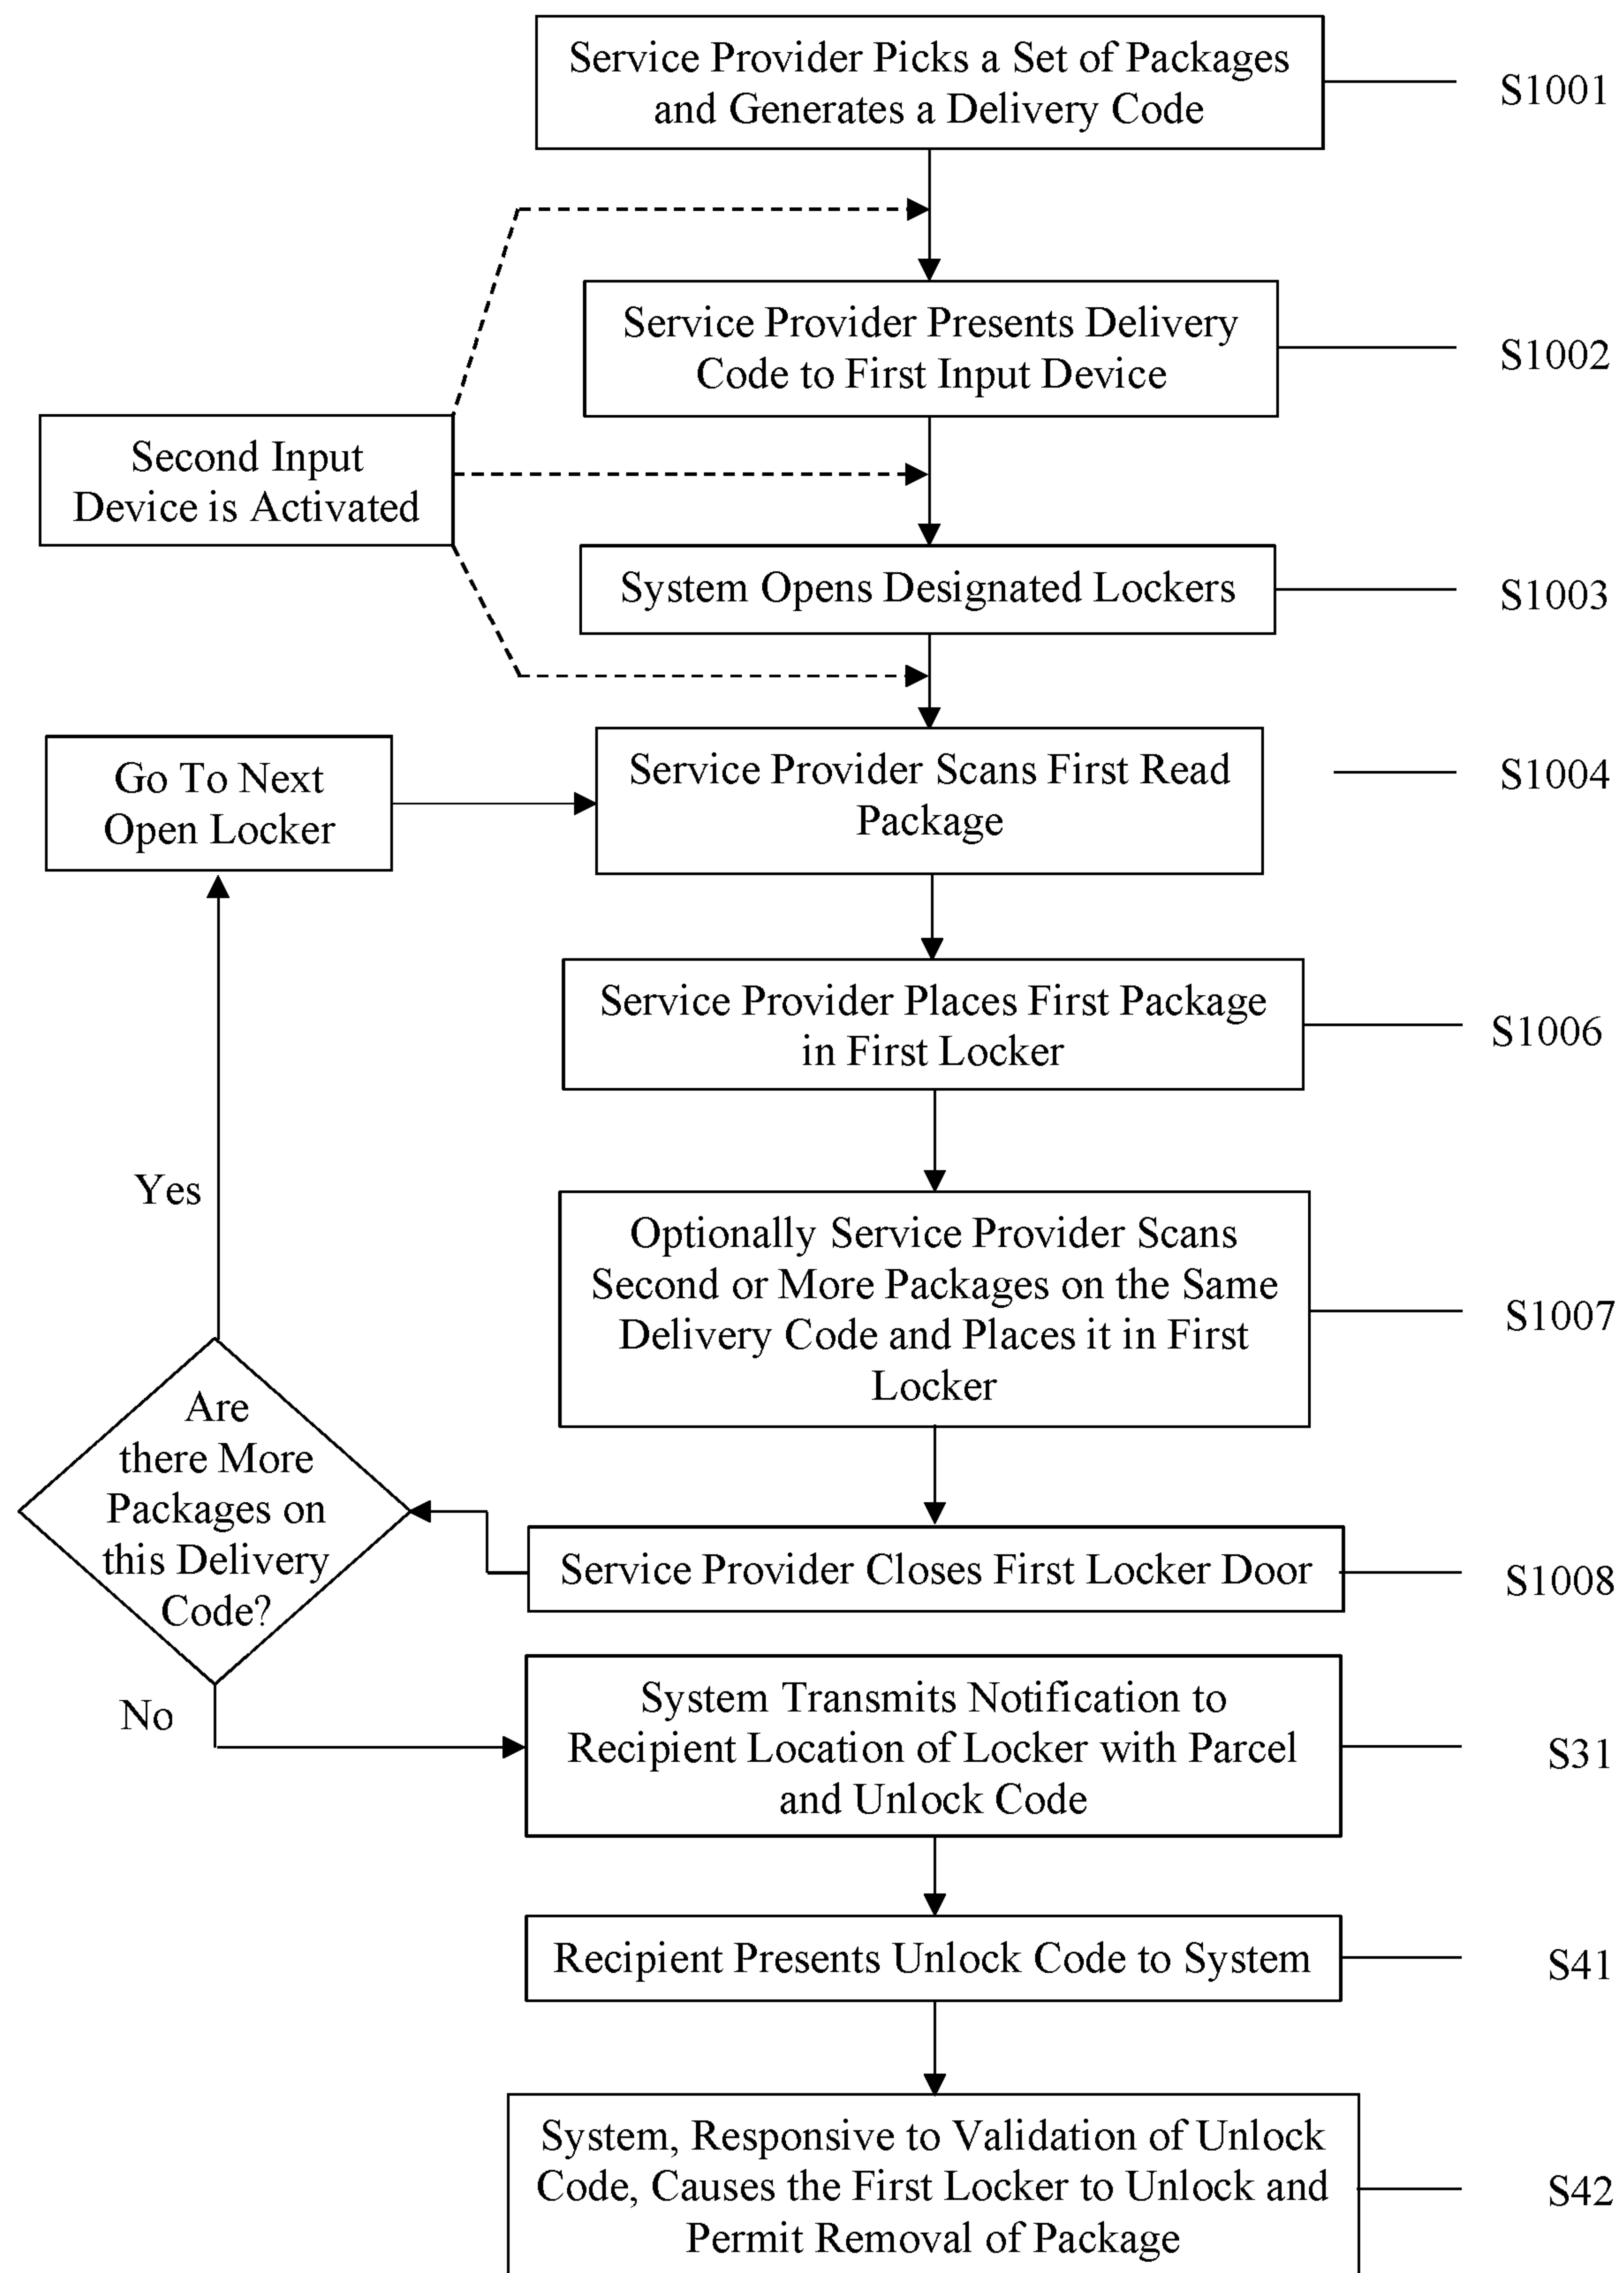 Service Provider Picks a Set of Packages
and Generates a Delivery Code
S1001
Service Provider Presents Delivery
Code to First Input Device
S1002
Second Input
Device is Activated
System Opens Designated Lockers
S1003
Go To Next
Open Locker
Service Provider Scans First Read
Package
S1004
Service Provider Places First Package
in First Locker
S1006
Yes
Optionally Service Provider Scans
Second or More Packages on the Same
Delivery Code and Places it in First
Locker
S1007
Are
there More
Packages on
this Delivery
Code?
Service Provider Closes First Locker Door
S1008
No
System Transmits Notification to
Recipient Location of Locker with Parcel
and Unlock Code
S31
Recipient Presents Unlock Code to System
S41
System, Responsive to Validation of Unlock
Code, Causes the First Locker to Unlock and
Permit Removal of Package
S42